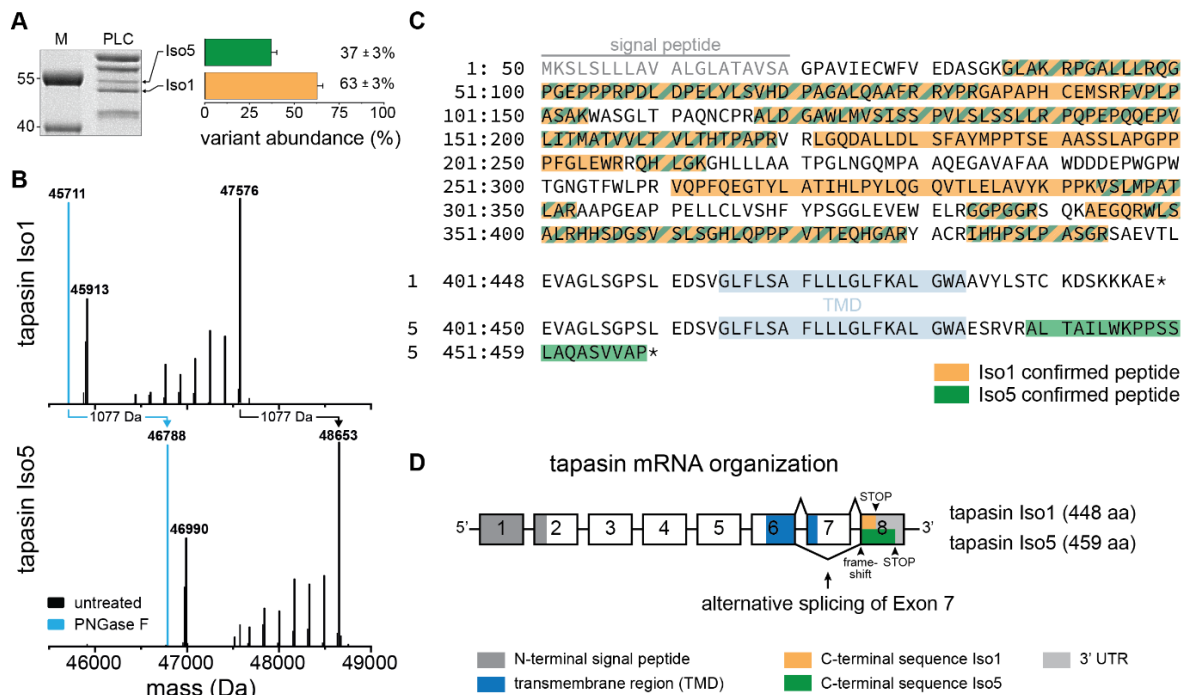 A
M PLC
55
40
Iso5
Iso1
37 ± 3%
63 ± 3%
0 25 50 75 100
variant abundance (%)
B
tapasin Iso1
45711
47576
45913
1077 Da
1077 Da
tapasin Iso5
46788
48653
46990
untreated
PNGase F
46000 47000 48000 49000
mass (Da)
C
signal peptide
1: 50 MKSLSLLLAV ALGLATAVSA GPAVIECWFV EDASGKGLAK RPGALLLRQG
51:100 PGEPPPRPDL DPELYLSVHD PAGALQAAFR RYPRGAPAPH CEMSRFVPLP
101:150 ASAKWASGLT PAQNCPRALD GAWLMVSISS PVLSLSSLLR PQPEPQQEPV
151:200 LITMATVVLT VLTHTPAPRV RLGQDALLDL SFAYMPPTSE AASSLAPGPP
201:250 PFGLEWRRQH LGKGHLLLAA TPGLNGQMPA AQEGAVAFAA WDDDEPWGPW
251:300 TGNGTFWLPR VQPFQEGTYL ATIHLPYLQG QVTLELAVYK PPKVSLMPAT
301:350 LARAAPGEAP PELLCLVSHF YPSGGLEVEW ELRGGPGGRS QKAEGQRWLS
351:400 ALRHHSDGSV SLSGHLQPPP VTTEQHGARY ACRIHHPSLP ASGRSAEVTL
1 401:448 EVAGLSGPSL EDSVGLFLSA FLLLGLFKAL GWAAVYLSTC KDSKKKAE*
TMD
5 401:450 EVAGLSGPSL EDSVGLFLSA FLLLGLFKAL GWAESRVRAL TAILWKPPSS
5 451:459 LAQASVVAP*
Iso1 confirmed peptide
Iso5 confirmed peptide
D
tapasin mRNA organization
STOP
5' 1 2 3 4 5 6 7 8 3'
tapasin Iso1 (448 aa)
tapasin Iso5 (459 aa)
frame-
shift
STOP
alternative splicing of Exon 7
N-terminal signal peptide
transmembrane region (TMD)
C-terminal sequence Iso1
C-terminal sequence Iso5
3' UTR